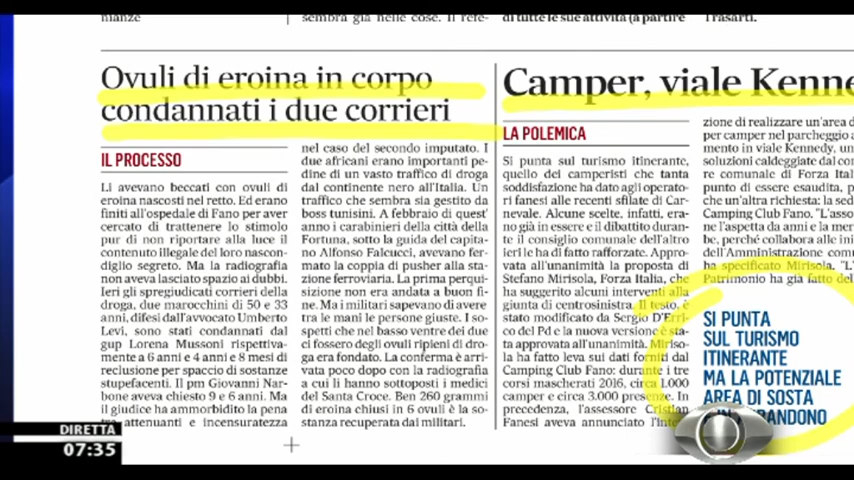 nianze
sembra già nelle cose. Il refe-
di tutte le sue attività (a partire
Trasarti.
Ovuli di eroina in corpo
condannati i due corrieri
IL PROCESSO
Li avevano beccati con ovuli di
eroina nascosti nel retto. Ed erano
finiti all'ospedale di Fano per aver
cercato di trattenere lo stimolo
pur di non riportare alla luce il
contenuto illegale del loro nascon-
diglio segreto. Ma la radiografia
non aveva lasciato spazio ai dubbi.
Ieri gli spregiudicati corrieri della
droga, due marocchini di 50 e 33
anni, difesi dall'avvocato Umberto
Levi, sono stati condannati dal
gup Lorena Mussoni rispettiva-
mente a 6 anni e 4 anni e 8 mesi di
reclusione per spaccio di sostanze
stupefacenti. Il pm Giovanni Nar-
bone aveva chiesto 9 e 6 anni. Ma
il giudice ha ammorbidito la pena
attenuanti e incensuratezza
nel caso del secondo imputato. I
due africani erano importanti pe-
dine di un vasto traffico di droga
dal continente nero all'Italia. Un
traffico che sembra sia gestito da
boss tunisini. A febbraio di quest'
anno i carabinieri della città della
Fortuna, sotto la guida del capita-
no Alfonso Falcucci, avevano fer-
mato la coppia di pusher alla sta-
zione ferroviaria. La prima perqui-
sizione non era andata a buon fi-
ne. Ma i militari sapevano di avere
tra le mani le persone giuste. I so-
spetti che nel basso ventre dei due
ci fossero degli ovuli ripieni di dro-
ga era fondato. La conferma è arri-
vata poco dopo con la radiografia
a cui li hanno sottoposti i medici
del Santa Croce. Ben 260 grammi
di eroina chiusi in 6 ovuli è la so-
stanza recuperata dai militari.
Camper, viale Kenne
LA POLEMICA
Si punta sul turismo itinerante,
quello dei camperisti che tanta
soddisfazione ha dato agli operato-
ri fanesi alle recenti sfilate di Car-
nevale. Alcune scelte, infatti, era-
no già in essere e il dibattito duran-
te il consiglio comunale dell'altro
ieri le ha di fatto rafforzate. Appro-
vata all'unanimità la proposta di
Stefano Mirisola, Forza Italia, che
ha suggerito alcuni interventi alla
giunta di centrosinistra. Il testo, è
stato modificato da Sergio D'Erri-
co del Pd e la nuova versione è sta-
ta approvata all'unanimità. Miriso-
la ha fatto leva sui dati forniti dal
Camping Club Fano: durante i tre
corsi mascherati 2016, circa 1.000
camper e circa 3.000 presenze. In
precedenza, l'assessore Cristian
Fanesi aveva annunciato l'inte
zione di realizzare un'area d
per camper nel parcheggio a
mento in viale Kennedy, un
soluzioni caldeggiate dal con
re comunale di Forza Ital
punto di essere esaudita, p
che un'altra richiesta: la sed
Camping Club Fano. "L'asso
ne l'aspetta da anni e la mer
be, perché collabora alle ini
dell'Amministrazione comun
ha specificato Mirisola. "L'
Patrimonio ha già fatto del
SI PUNTA
SUL TURISMO
ITINERANTE
MA LA POTENZIALE
AREA DI SOSTA
DIRETTA
07:35